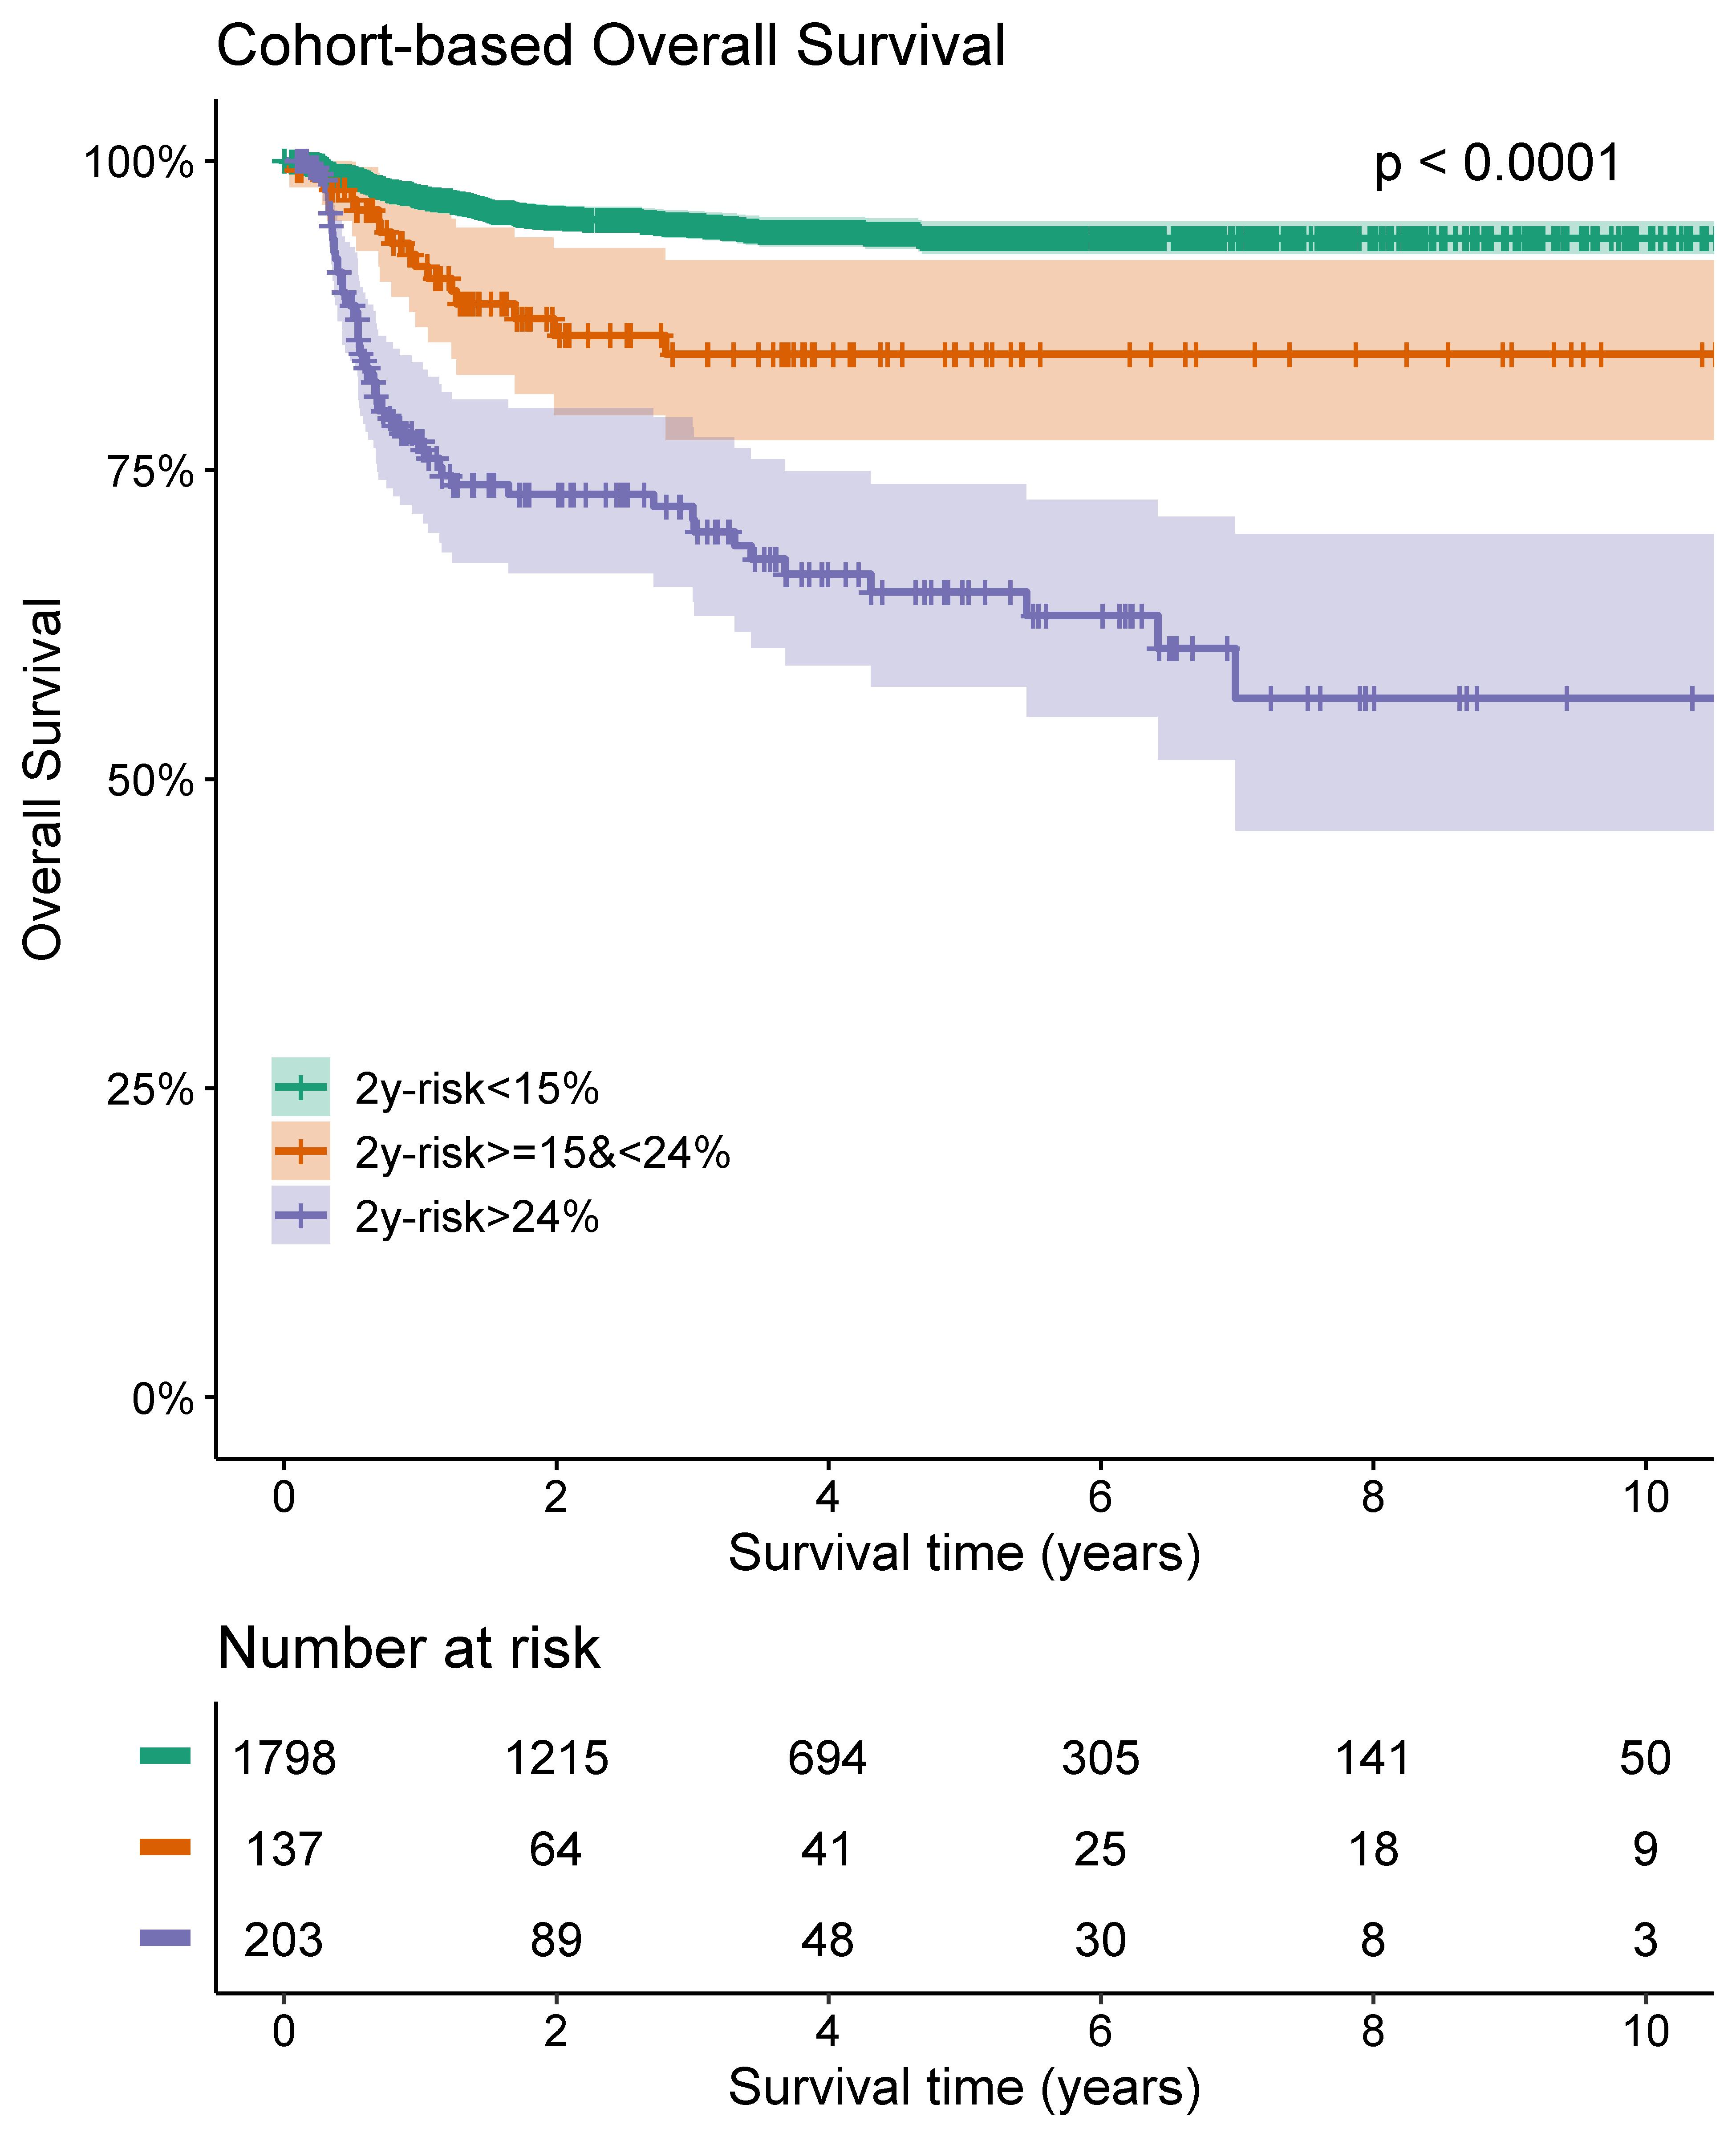 Cohort-based Overall Survival
p < 0.0001
100%
75%
50%
25%
0%
Overall Survival
2y-risk<15%
2y-risk>=15&<24%
2y-risk>24%
0 2 4 6 8 10
Survival time (years)
Number at risk
1798 1215 694 305 141 50
137 64 41 25 18 9
203 89 48 30 8 3
0 2 4 6 8 10
Survival time (years)